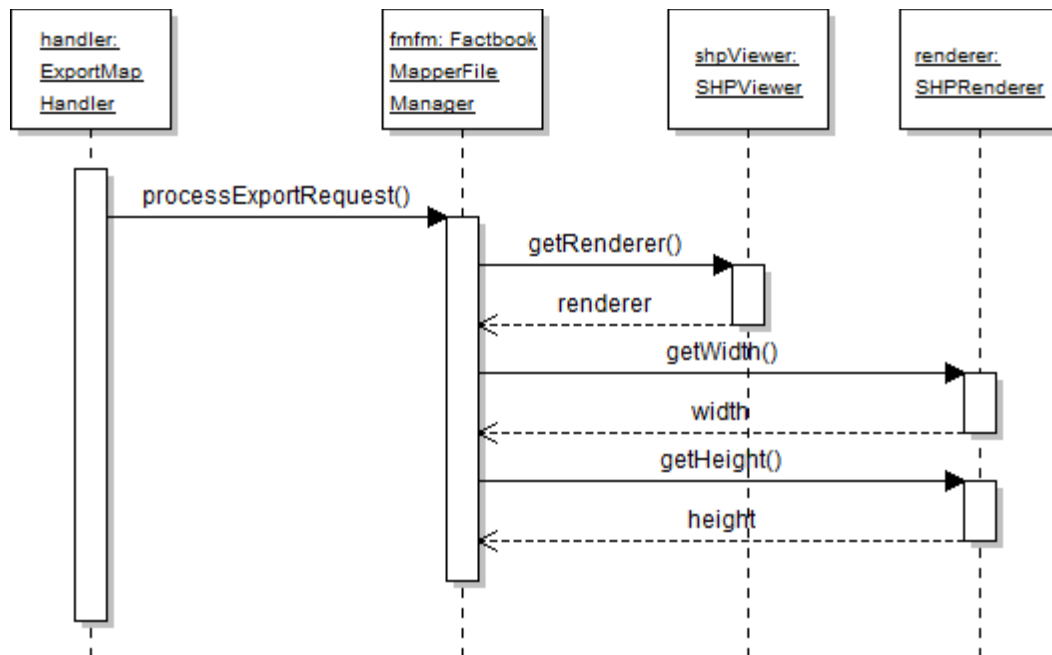 handler:
ExportMap
Handler
fmfm: Factbook
MapperFile
Manager
shpViewer:
SHPViewer
renderer:
SHPRenderer
processExportRequest()
getRenderer()
renderer
getWidth()
width
getHeight()
height